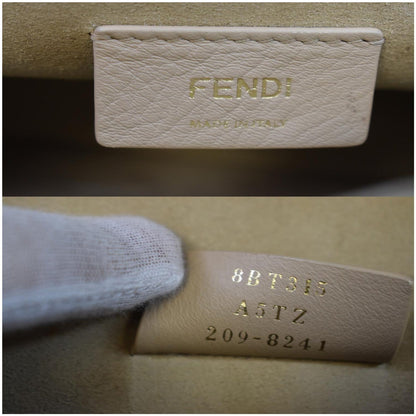 FENDI
MADE IN ITALY
8BT315
A5TZ
209-8241